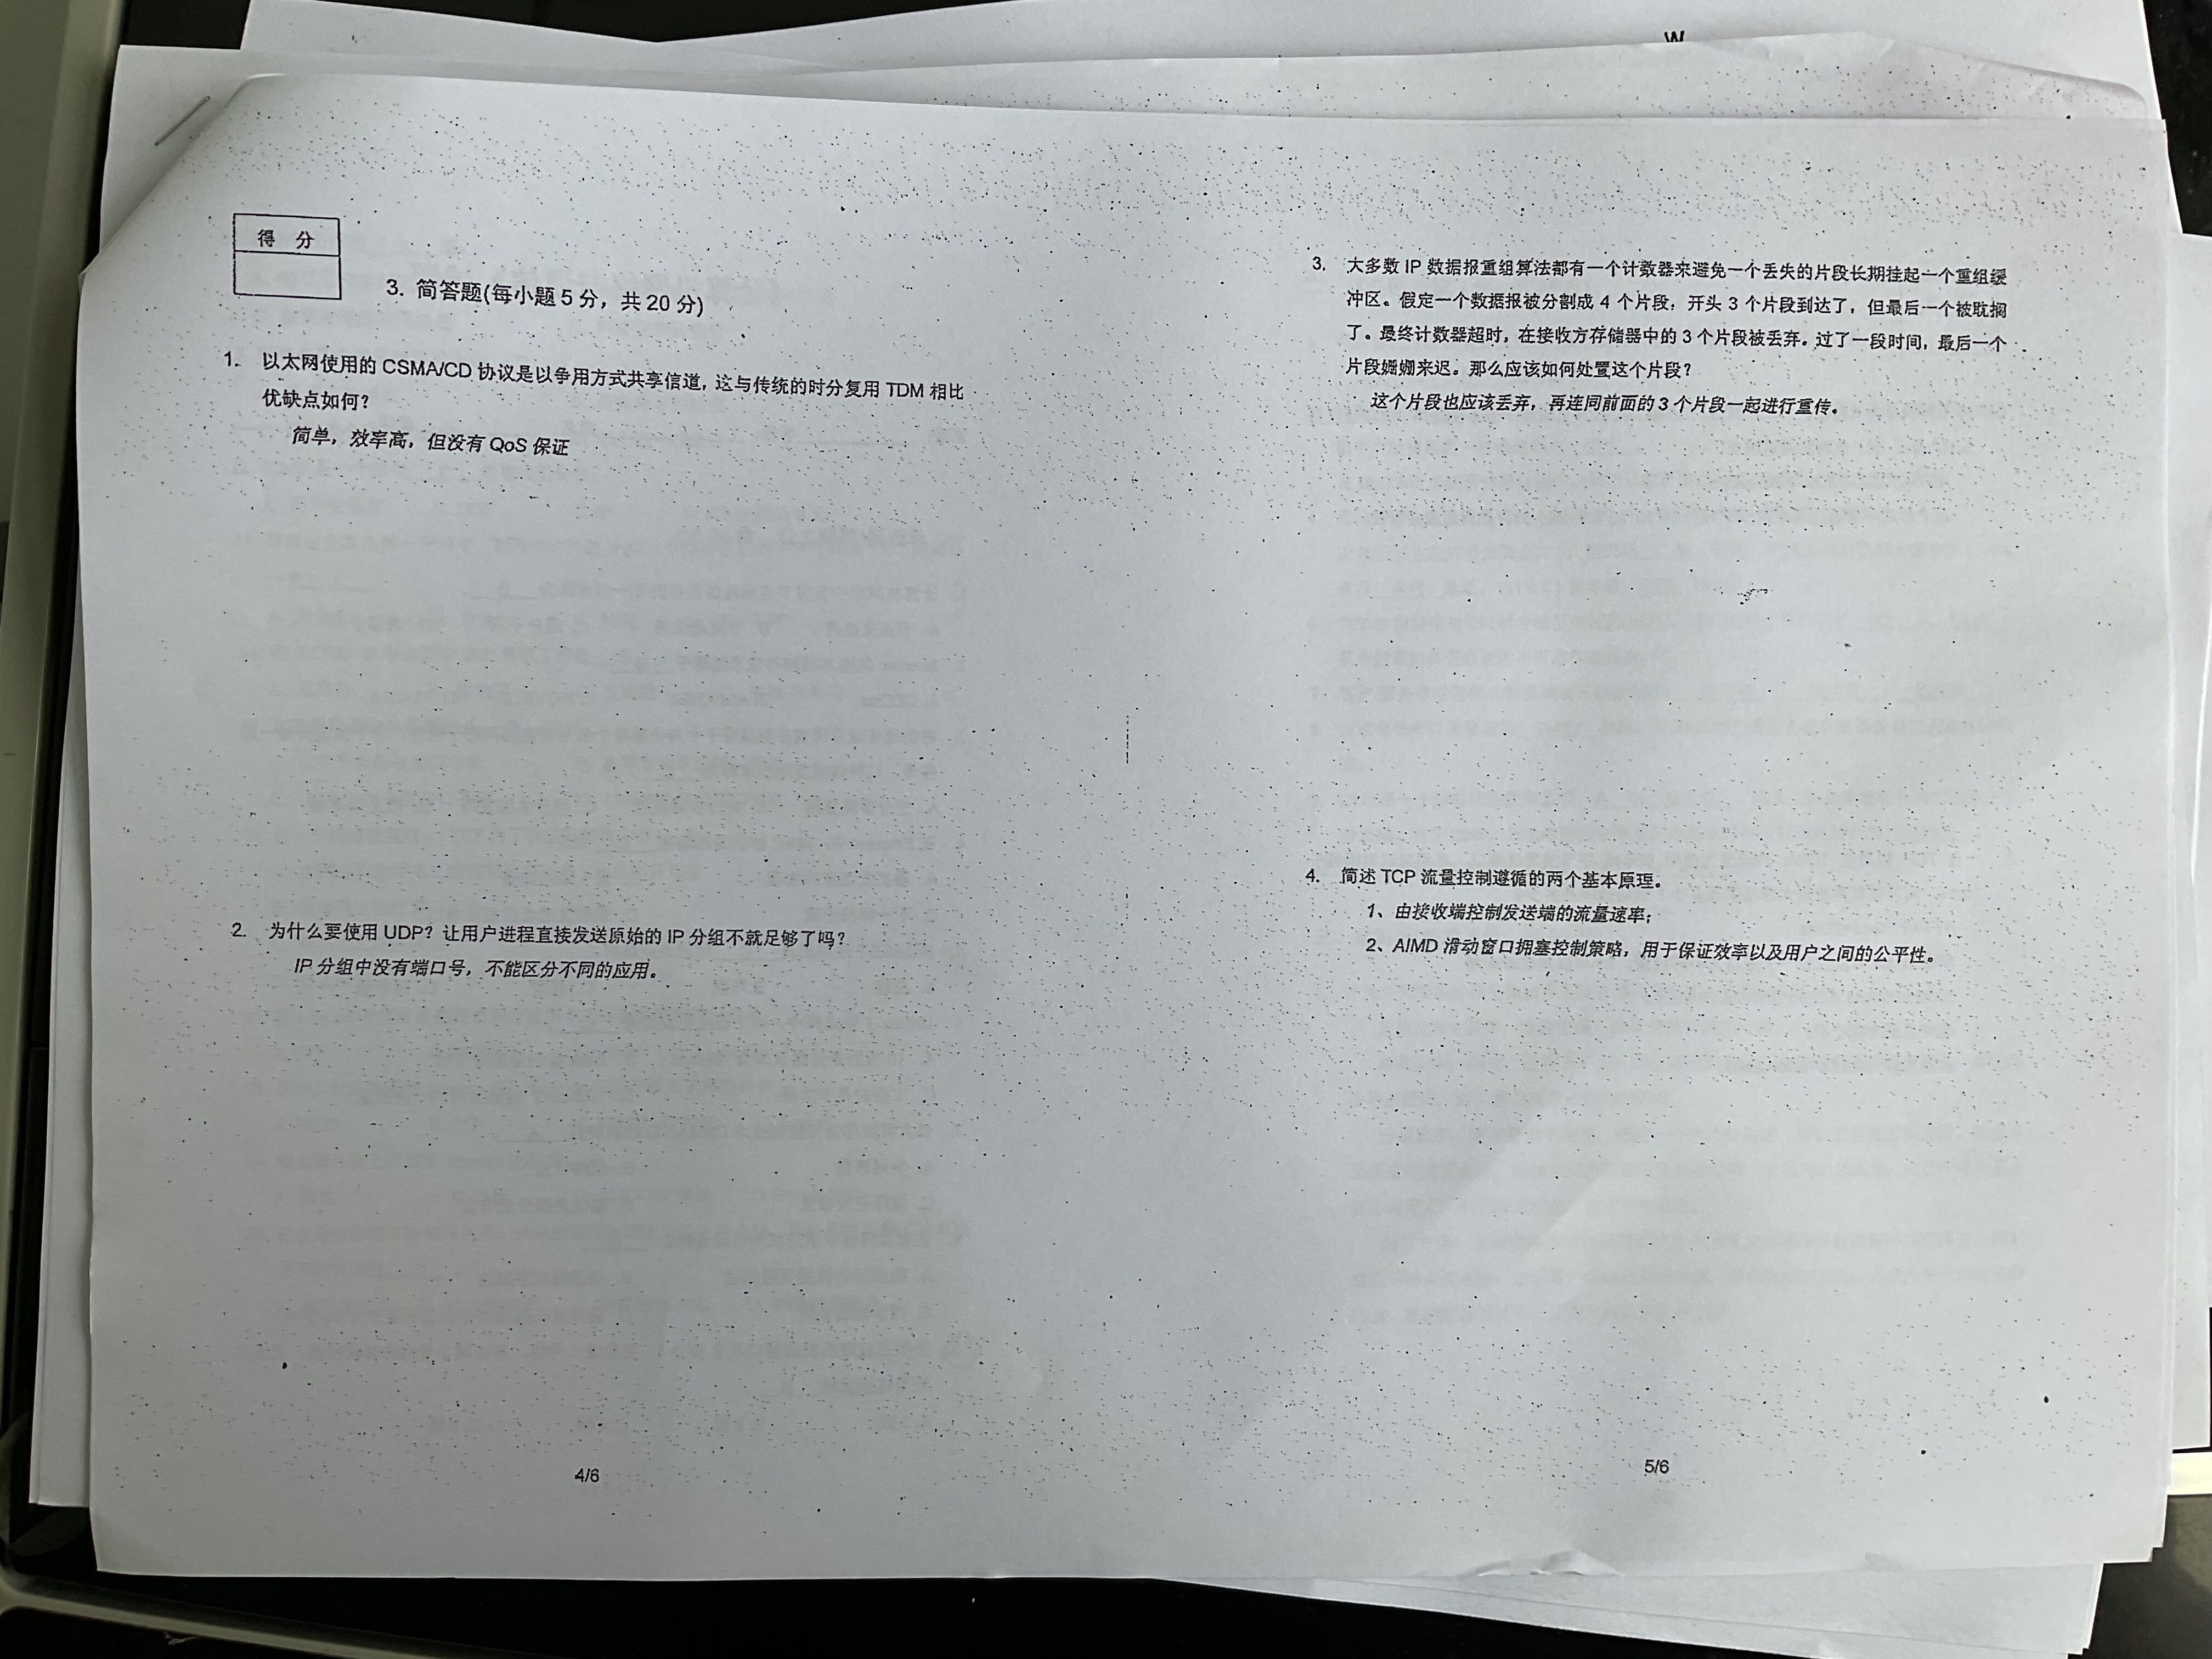 W
得 分
3. 简答题(每小题 5 分，共 20 分)
1. 以太网使用的 CSMA/CD 协议是以争用方式共享信道，这与传统的时分复用 TDM 相比
优缺点如何？
简单，效率高，但没有 QoS 保证
2. 为什么要使用 UDP？让用户进程直接发送原始的 IP 分组不就足够了吗？
IP 分组中没有端口号，不能区分不同的应用。
4/6
3. 大多数 IP 数据报重组算法都有一个计数器来避免一个丢失的片段长期挂起一个重组缓
冲区。假定一个数据报被分割成 4 个片段，开头 3 个片段到达了，但最后一个被耽搁
了。最终计数器超时，在接收方存储器中的 3 个片段被丢弃。过了一段时间，最后一个
片段姗姗来迟。那么应该如何处置这个片段？
这个片段也应该丢弃，再连同前面的 3 个片段一起进行重传。
4. 简述 TCP 流量控制遵循的两个基本原理。
1、由接收端控制发送端的流量速率；
2、AIMD 滑动窗口拥塞控制策略，用于保证效率以及用户之间的公平性。
5/6